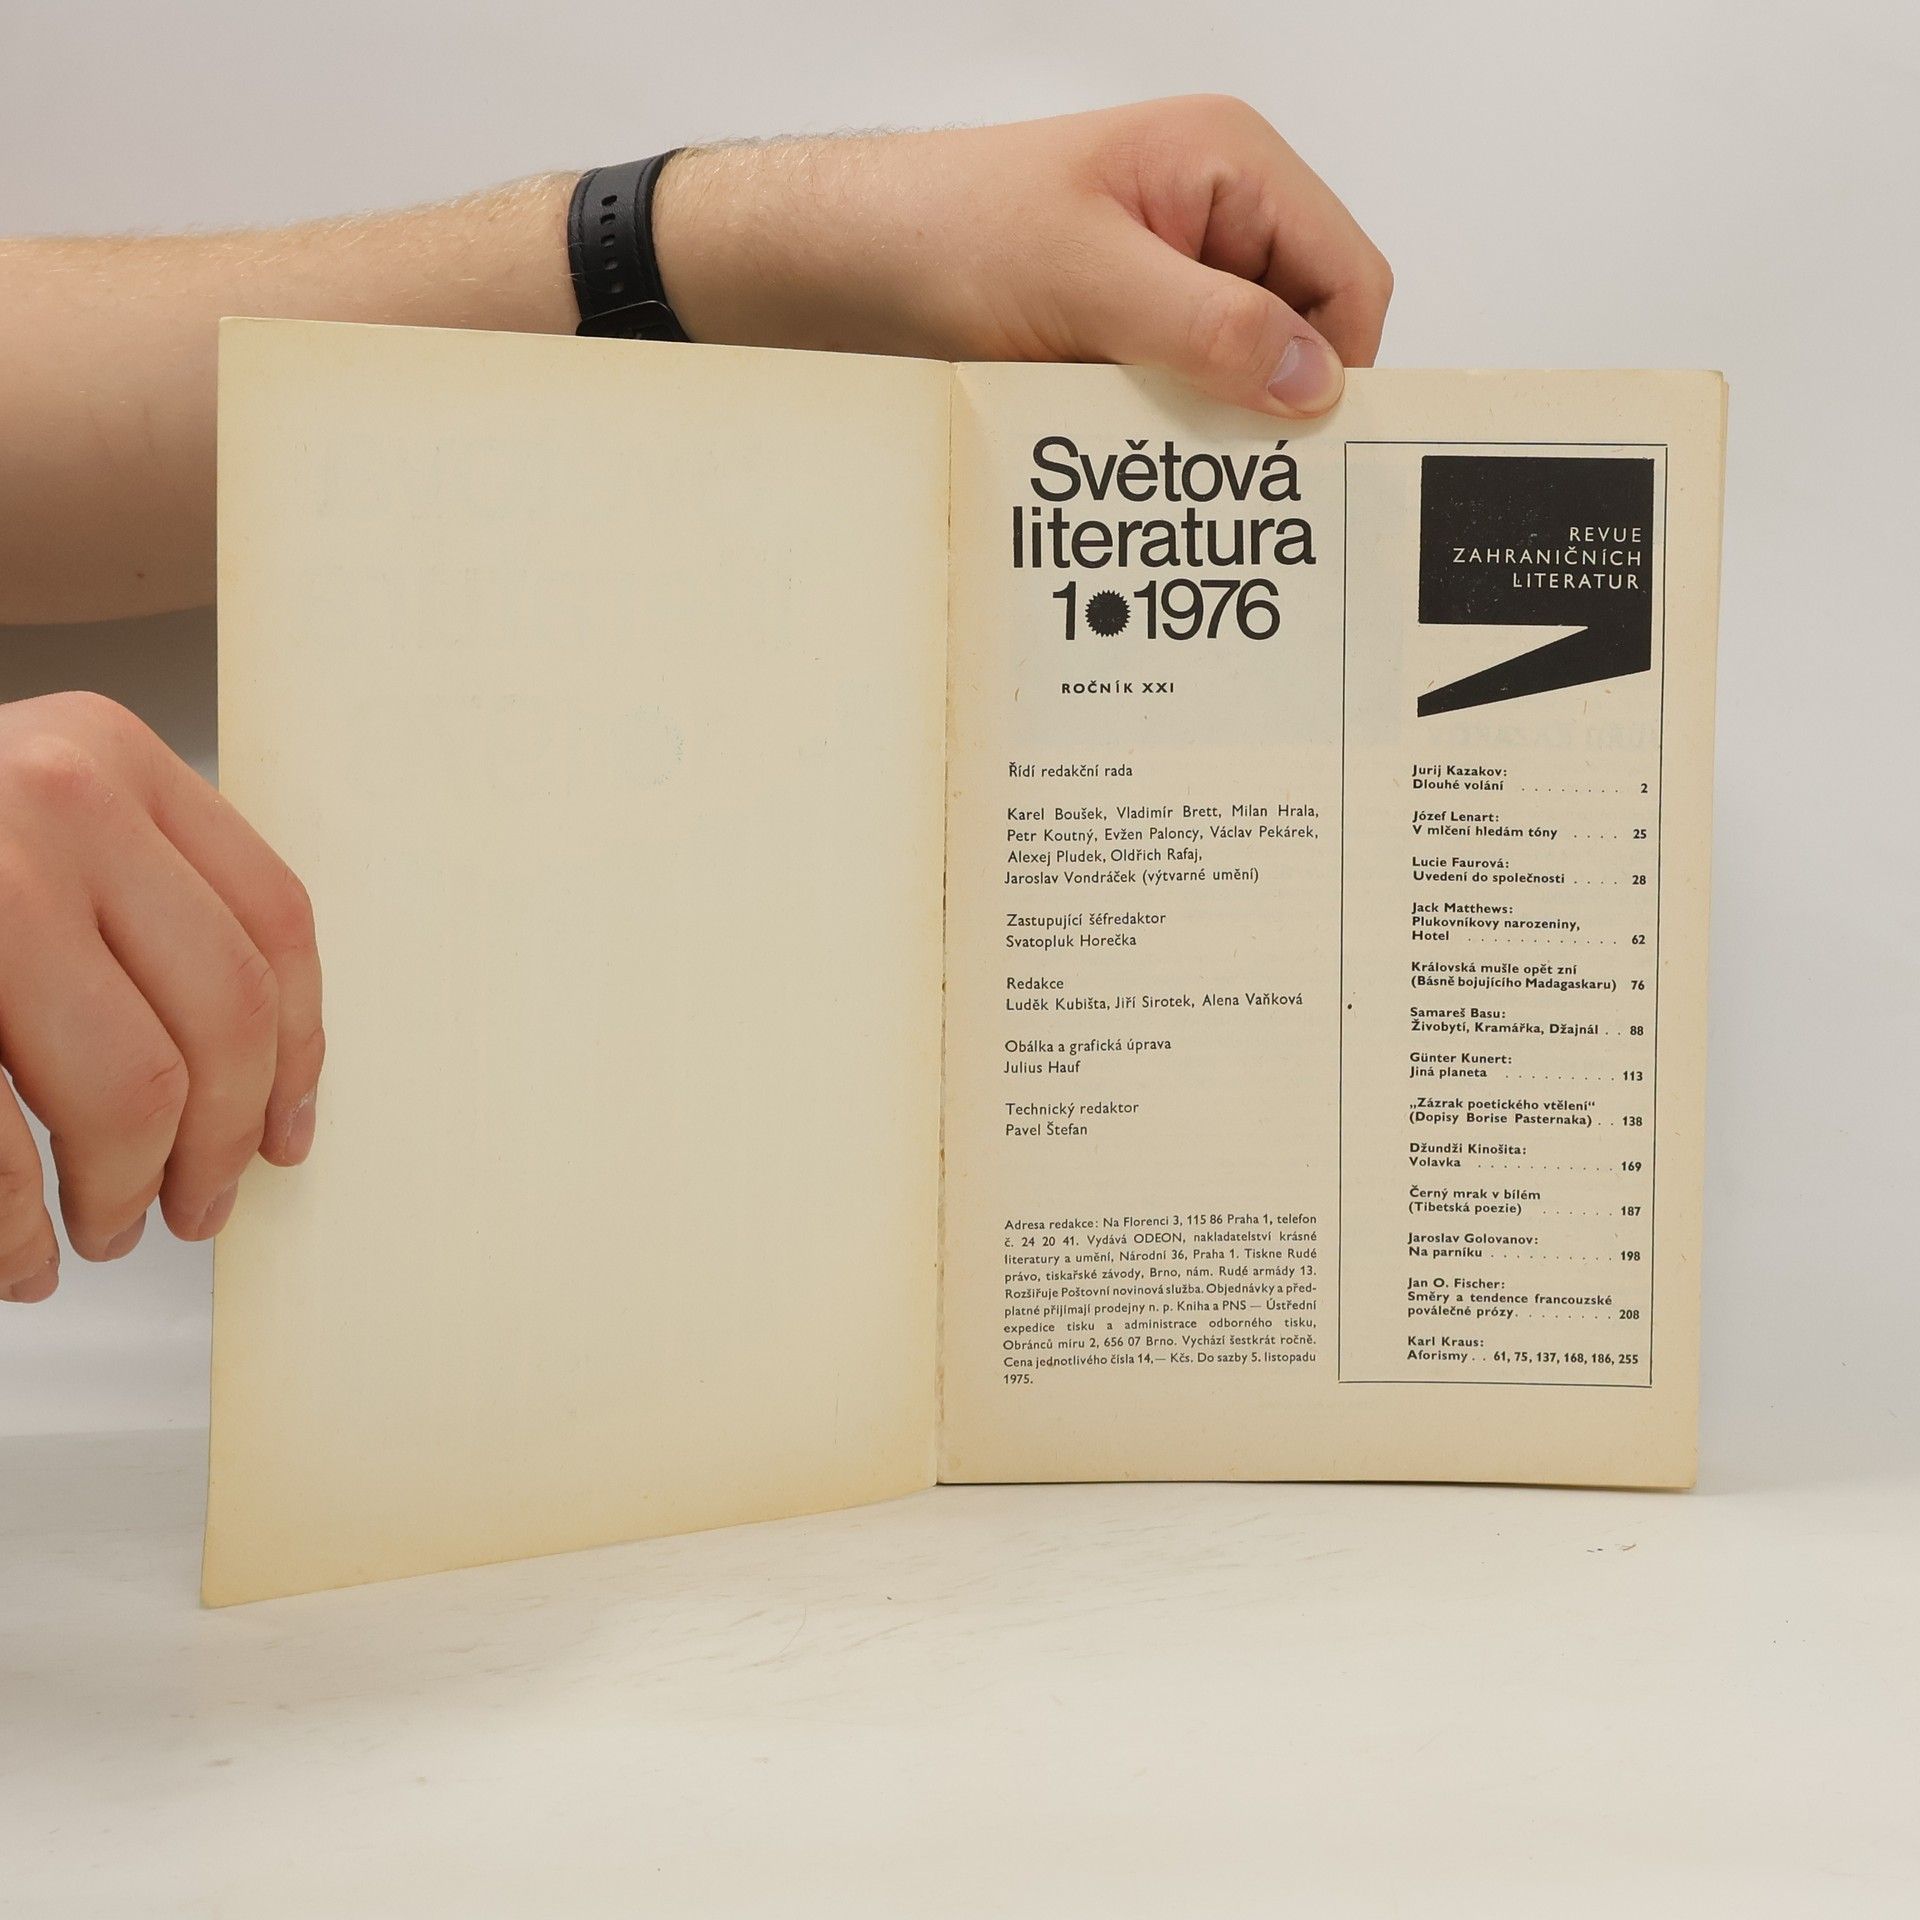 Světová
literatura
1 1976
ROČNÍK XXI
Řídí redakční rada
Karel Boušek, Vladimír Brett, Milan Hrala,
Petr Koutný, Evžen Paloncy, Václav Pekárek,
Alexej Pludek, Oldřich Rafaj,
Jaroslav Vondráček (výtvarné umění)
Zastupující šéfredaktor
Svatopluk Horečka
Redakce
Luděk Kubišta, Jiří Sirotek, Alena Vaňková
Obálka a grafická úprava
Julius Hauf
Technický redaktor
Pavel Štefan
Adresa redakce: Na Florenci 3, 115 86 Praha 1, telefon
č. 24 20 41. Vydává ODEON, nakladatelství krásné
literatury a umění, Národní 36, Praha 1. Tiskne Rudé
právo, tiskařské závody, Brno, nám. Rudé armády 13.
Rozšiřuje Poštovní novinová služba. Objednávky a před-
platné přijímají prodejny n. p. Kniha a PNS — Ústřední
expedice tisku a administrace odborného tisku,
Obránců míru 2, 656 07 Brno. Vychází šestkrát ročně.
Cena jednotlivého čísla 14,— Kčs. Do sazby 5. listopadu
1975.
REVUE
ZAHRANIČNÍCH
LITERATUR
Jurij Kazakov:
Dlouhé volání . . . . . . . . 2
Józef Lenart:
V mlčení hledám tóny . . . . 25
Lucie Faurová:
Uvedení do společnosti . . . . 28
Jack Matthews:
Plukovníkovy narozeniny,
Hotel . . . . . . . . . . . . 62
Královská mušle opět zní
(Básně bojujícího Madagaskaru) 76
Samareš Basu:
Živobytí, Kramářka, Džajnál . . 88
Günter Kunert:
Jiná planeta . . . . . . . . . 113
„Zázrak poetického vtělení“
(Dopisy Borise Pasternaka) . . 138
Džundži Kinošita:
Volavka . . . . . . . . . . . 169
Černý mrak v bílém
(Tibetská poezie) . . . . . . 187
Jaroslav Golovanov:
Na parníku . . . . . . . . . . 198
Jan O. Fischer:
Směry a tendence francouzské
poválečné prózy. . . . . . . . 208
Karl Kraus:
Aforismy . . 61, 75, 137, 168, 186, 255